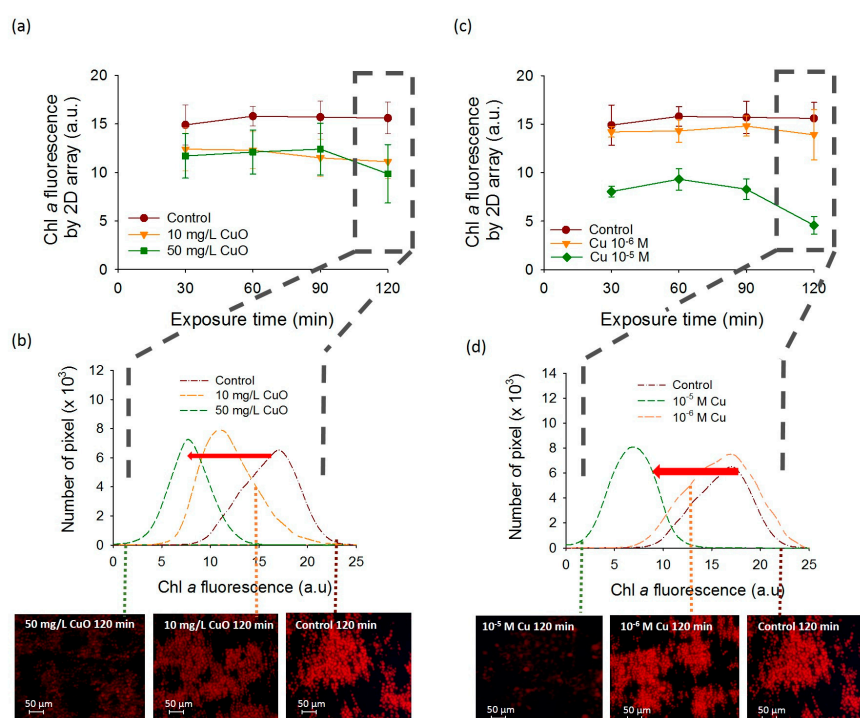 (a)
Chl a fluorescence
by 2D array (a.u.)
20
15
10
5
0
Control
10 mg/L CuO
50 mg/L CuO
0 30 60 90 120
Exposure time (min)
(c)
Chl a fluorescence
by 2D array (a.u.)
20
15
10
5
0
Control
Cu 10⁻⁶ M
Cu 10⁻⁵ M
0 30 60 90 120
Exposure time (min)
(b)
Number of pixel (x 10³)
12
10
8
6
4
2
0
Control
10 mg/L CuO
50 mg/L CuO
0 5 10 15 20 25
Chl a fluorescence (a.u)
50 mg/L CuO 120 min
50 µm
10 mg/L CuO 120 min
50 µm
Control 120 min
50 µm
(d)
Number of pixel (x 10³)
14
12
10
8
6
4
2
0
Control
10⁻⁵ M Cu
10⁻⁶ M Cu
0 5 10 15 20 25
Chl a fluorescence (a.u.)
10⁻⁵ M Cu 120 min
50 µm
10⁻⁶ M Cu 120 min
50 µm
Control 120 min
50 µm